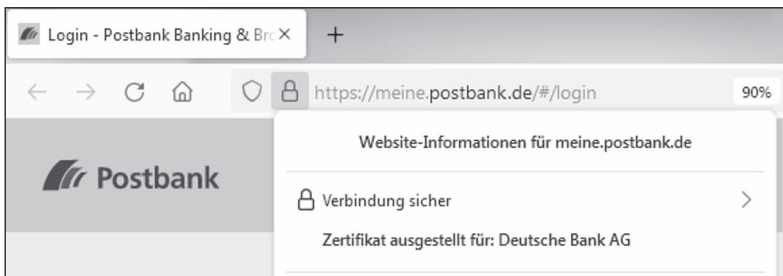 Login - Postbank Banking & Bro
https://meine.postbank.de/#/login
90%
Website-Informationen für meine.postbank.de
Postbank
Verbindung sicher
Zertifikat ausgestellt für: Deutsche Bank AG